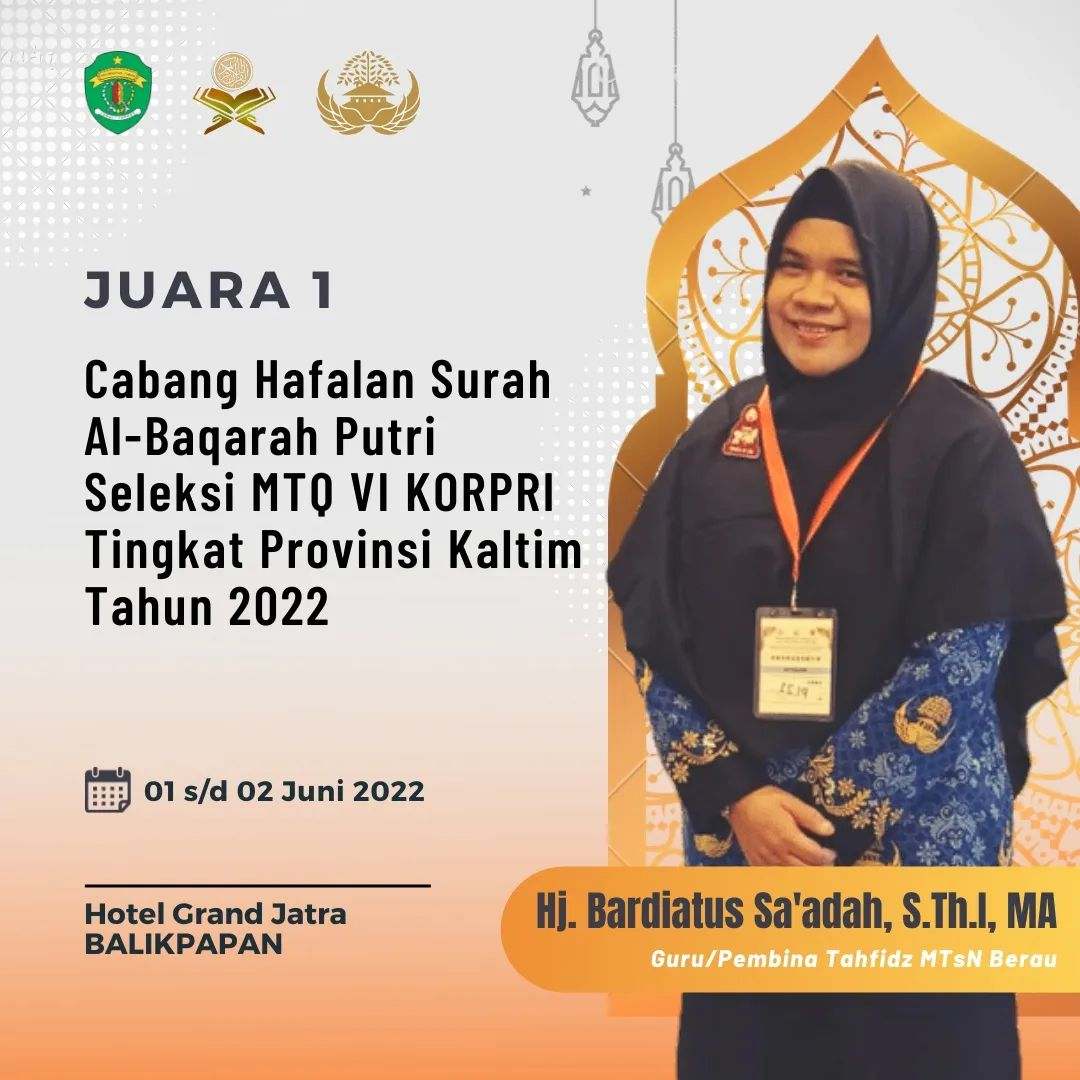 JUARA 1
Cabang Hafalan Surah
Al-Baqarah Putri
Seleksi MTQ VI KORPRI
Tingkat Provinsi Kaltim
Tahun 2022
01 s/d 02 Juni 2022
Hotel Grand Jatra
BALIKPAPAN
Hj. Bardiatus Sa'adah, S.Th.I, MA
Guru/Pembina Tahfidz MTsN Berau